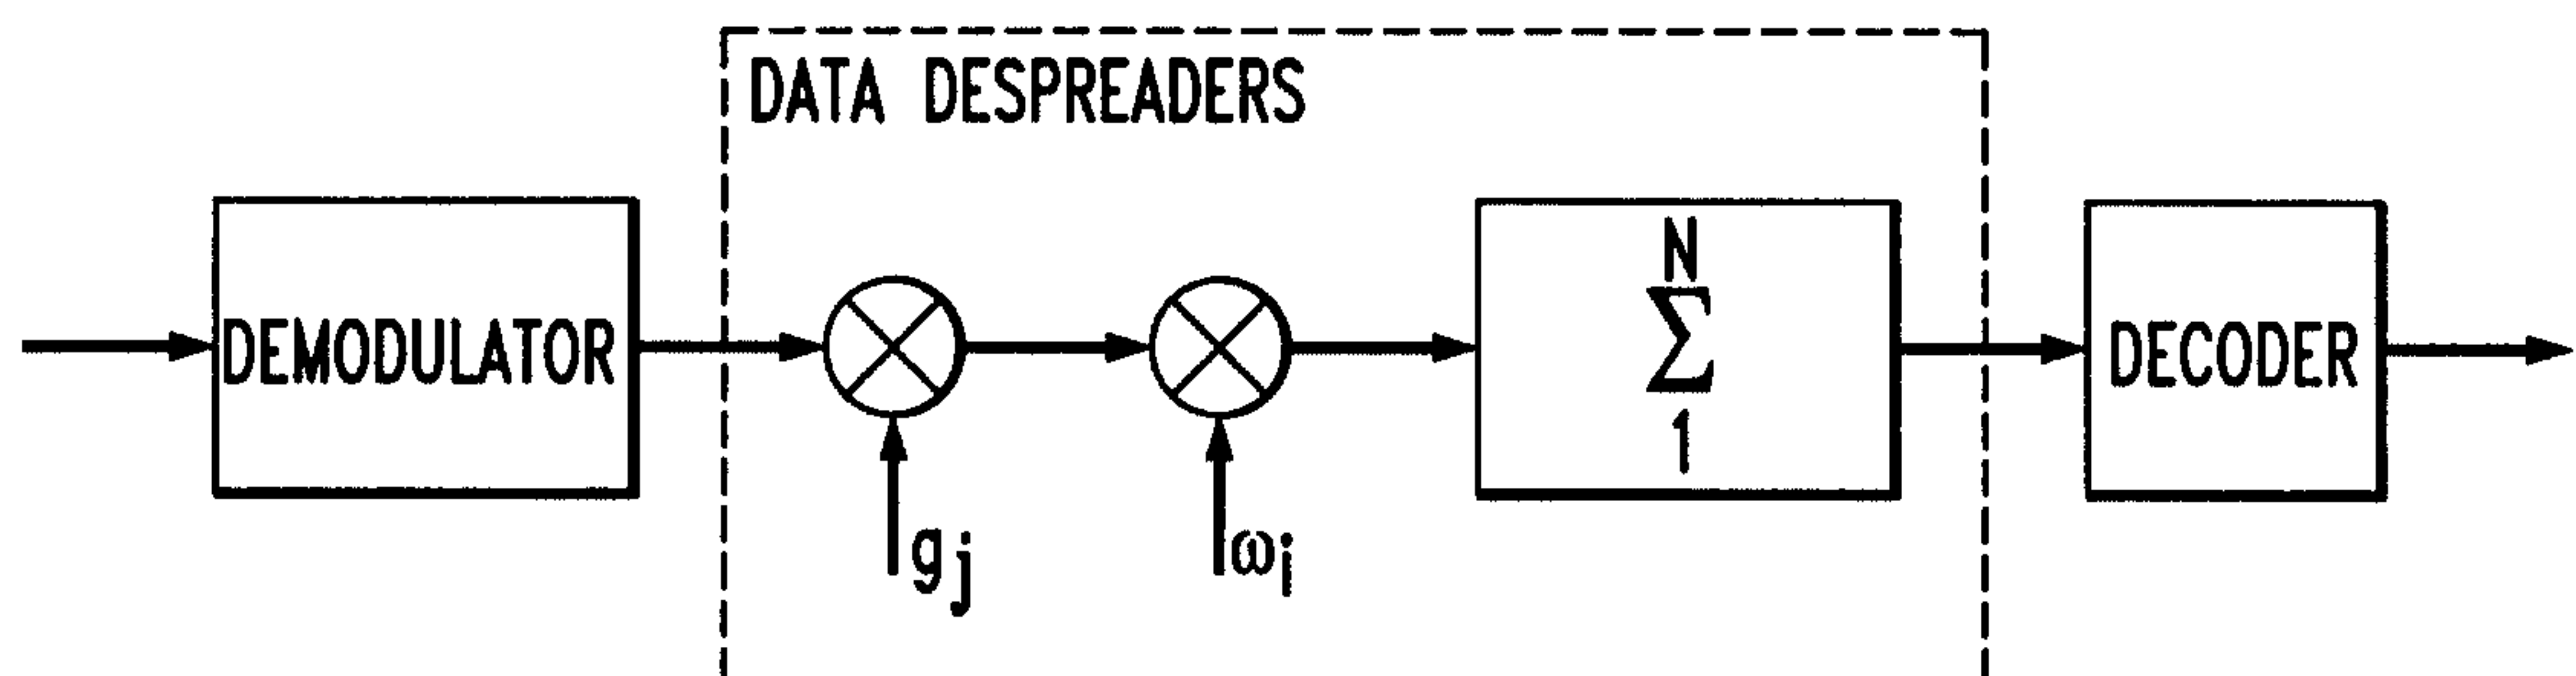 DATA DESPREADERS
DEMODULATOR
N
Σ
1
DECODER
gj
ωi